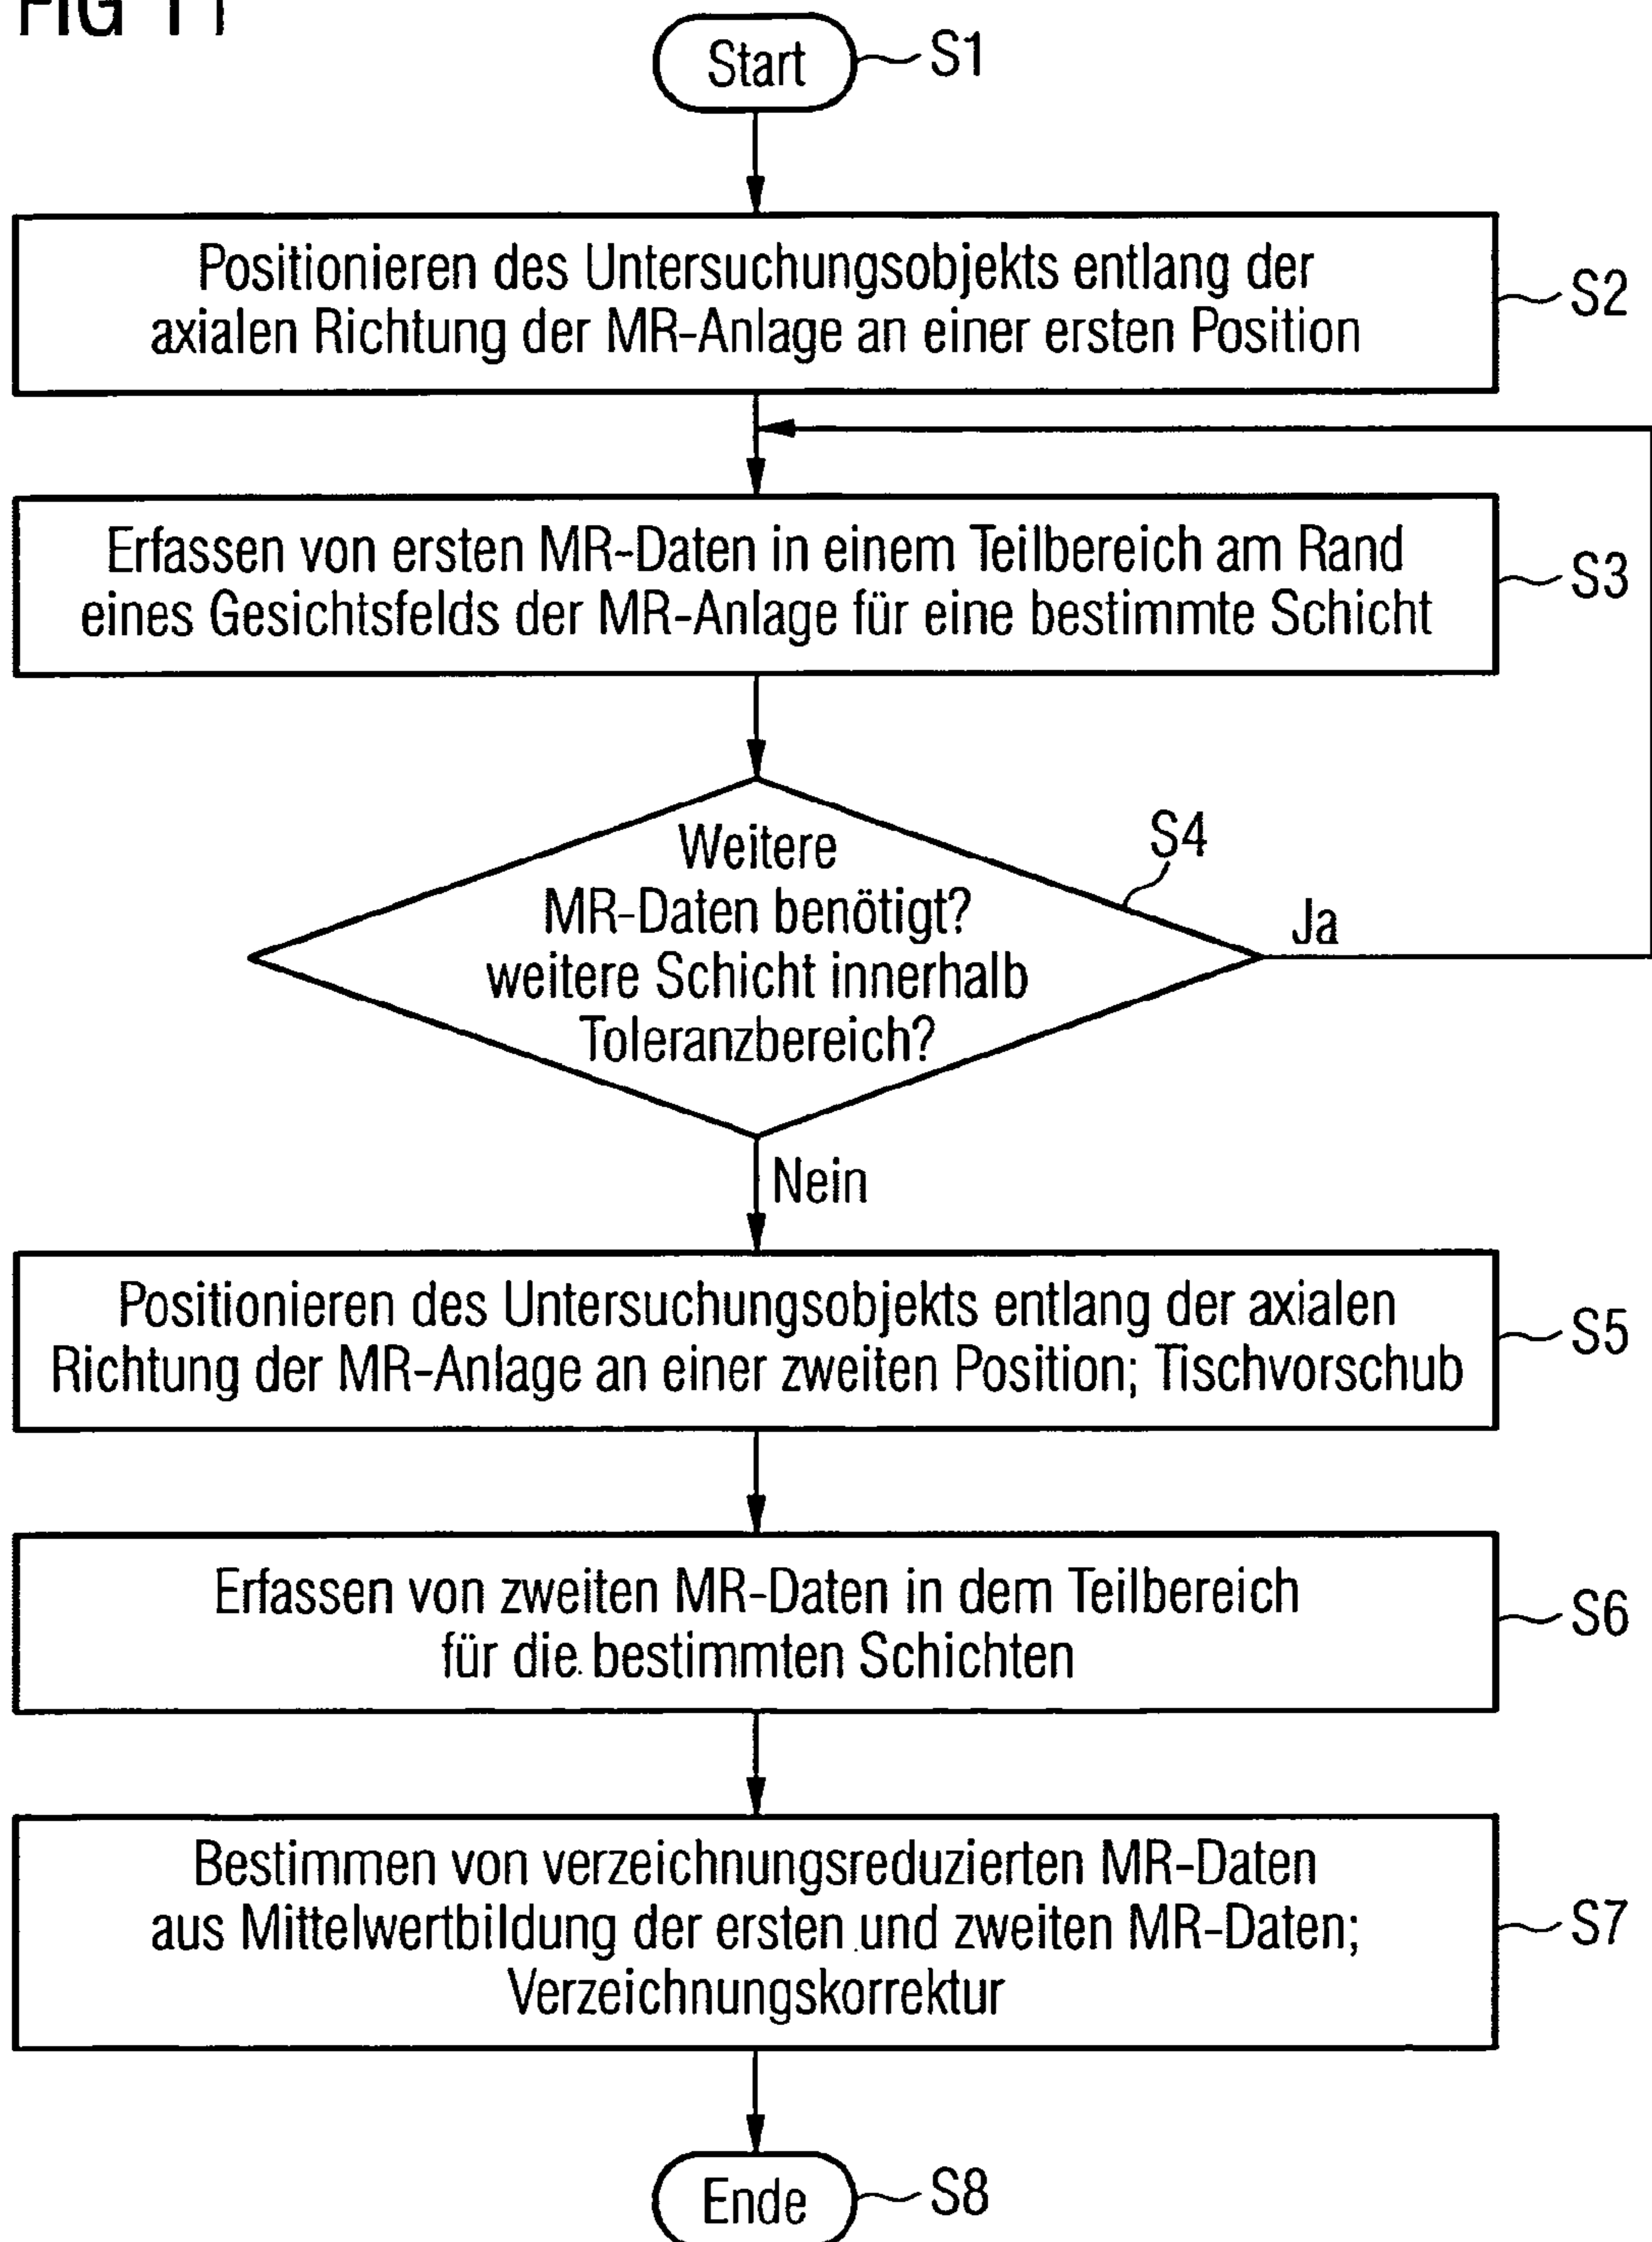 FIG 11
Start
S1
Positionieren des Untersuchungsobjekts entlang der
axialen Richtung der MR-Anlage an einer ersten Position
S2
Erfassen von ersten MR-Daten in einem Teilbereich am Rand
eines Gesichtsfelds der MR-Anlage für eine bestimmte Schicht
S3
Weitere
MR-Daten benötigt?
weitere Schicht innerhalb
Toleranzbereich?
S4
Ja
Nein
Positionieren des Untersuchungsobjekts entlang der axialen
Richtung der MR-Anlage an einer zweiten Position; Tischvorschub
S5
Erfassen von zweiten MR-Daten in dem Teilbereich
für die bestimmten Schichten
S6
Bestimmen von verzeichnungsreduzierten MR-Daten
aus Mittelwertbildung der ersten und zweiten MR-Daten;
Verzeichnungskorrektur
S7
Ende
S8